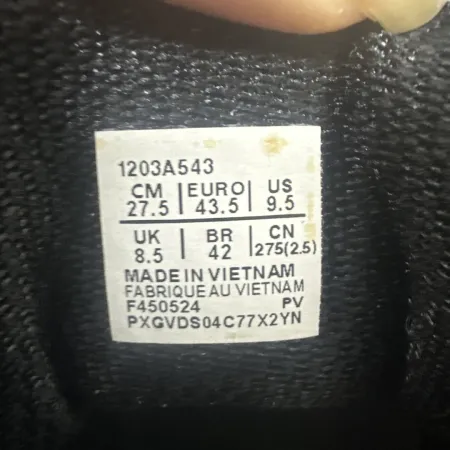 1203A543
CM | EURO | US
27.5 | 43.5 | 9.5
UK | BR | CN
8.5 | 42 | 275(2.5)
MADE IN VIETNAM
FABRIQUE AU VIETNAM
F450524 PV
PXGVDS04C77X2YN